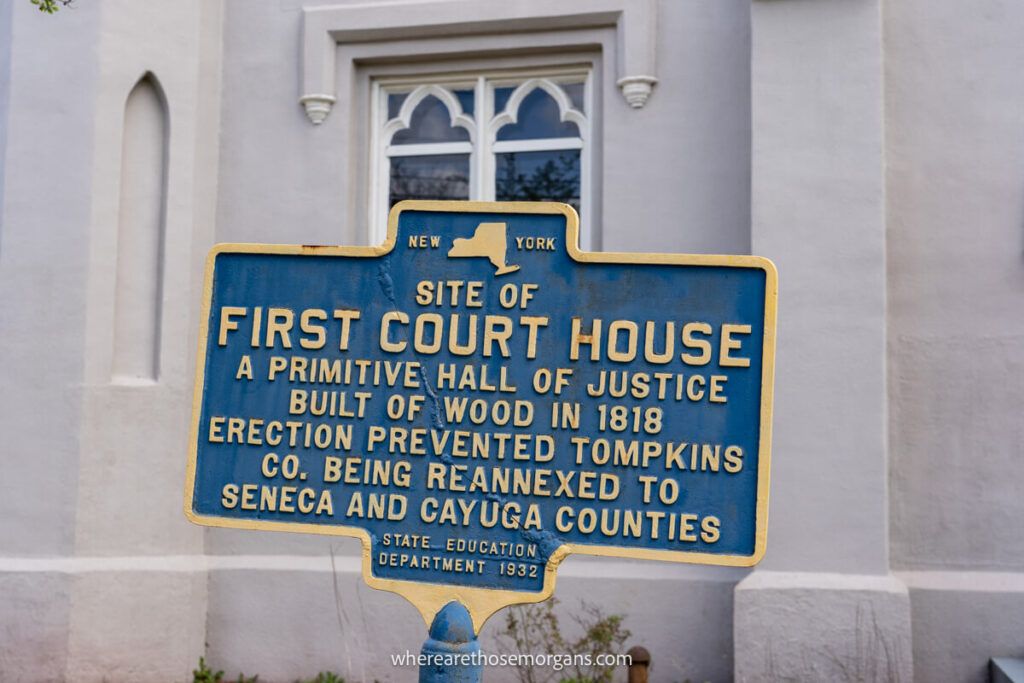 NEW YORK
SITE OF
FIRST COURT HOUSE
A PRIMITIVE HALL OF JUSTICE
BUILT OF WOOD IN 1818
ERECTION PREVENTED TOMPKINS
CO. BEING REANNEXED TO
SENECA AND CAYUGA COUNTIES
STATE EDUCATION
DEPARTMENT 1932
wherearethosemorgans.com